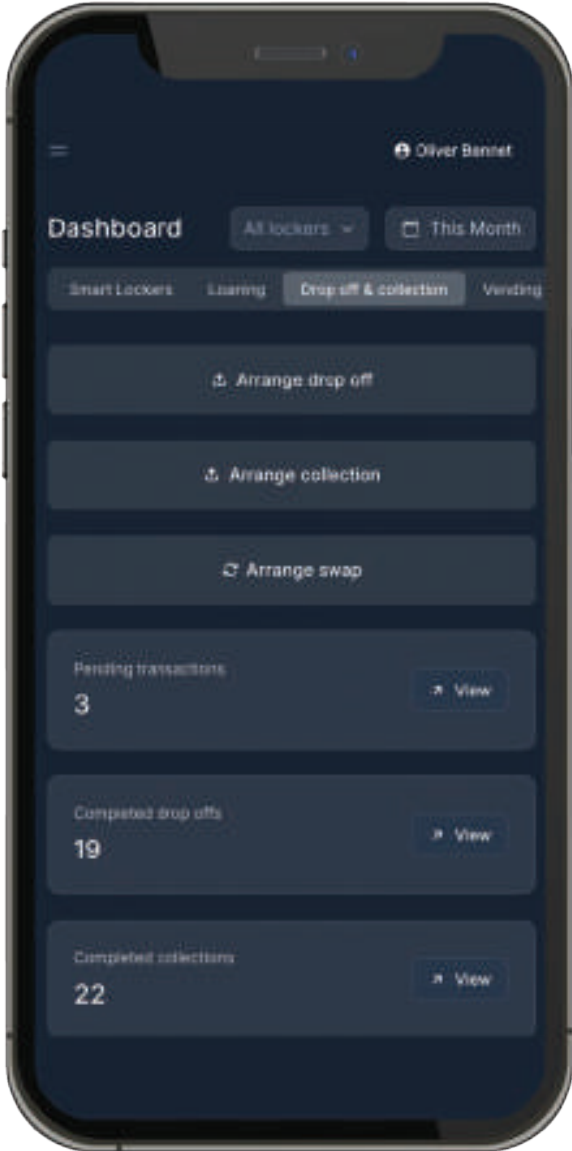 Oliver Bennet
Dashboard
All lockers
This Month
Smart Lockers Loaning Drop off & collection Vending
Arrange drop off
Arrange collection
Arrange swap
Pending transactions
3
View
Completed drop offs
19
View
Completed collections
22
View